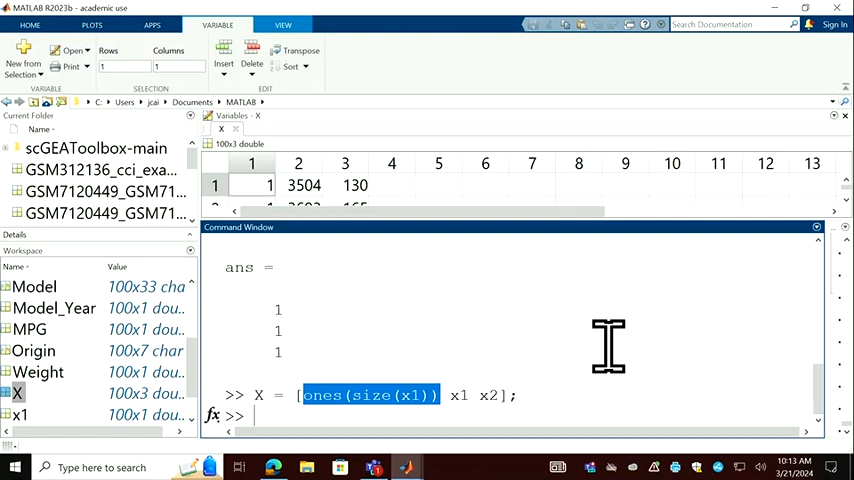 MATLAB R2023b - academic use
HOME PLOTS APPS VARIABLE VIEW
Search Documentation Sign In
New from Selection
Open
Print
Rows Columns
1 1
Insert Delete
Transpose
Sort
VARIABLE SELECTION EDIT
C: Users jcai Documents MATLAB
Current Folder
Name
scGEAToolbox-main
GSM312136_cci_exa...
GSM7120449_GSM71...
GSM7120449_GSM71...
Details
Workspace
Name Value
Model 100x33 cha
Model_Year 100x1 dou..
MPG 100x1 dou..
Origin 100x7 char
Weight 100x1 dou..
X 100x3 dou..
x1 100x1 dou..
Variables - X
X
100x3 double
1 2 3 4 5 6 7 8 9 10 11 12 13
1 1 3504 130
Command Window
ans =
1
1
1
>> X = [ones(size(x1)) x1 x2];
fx >>
Type here to search
10:13 AM
3/21/2024